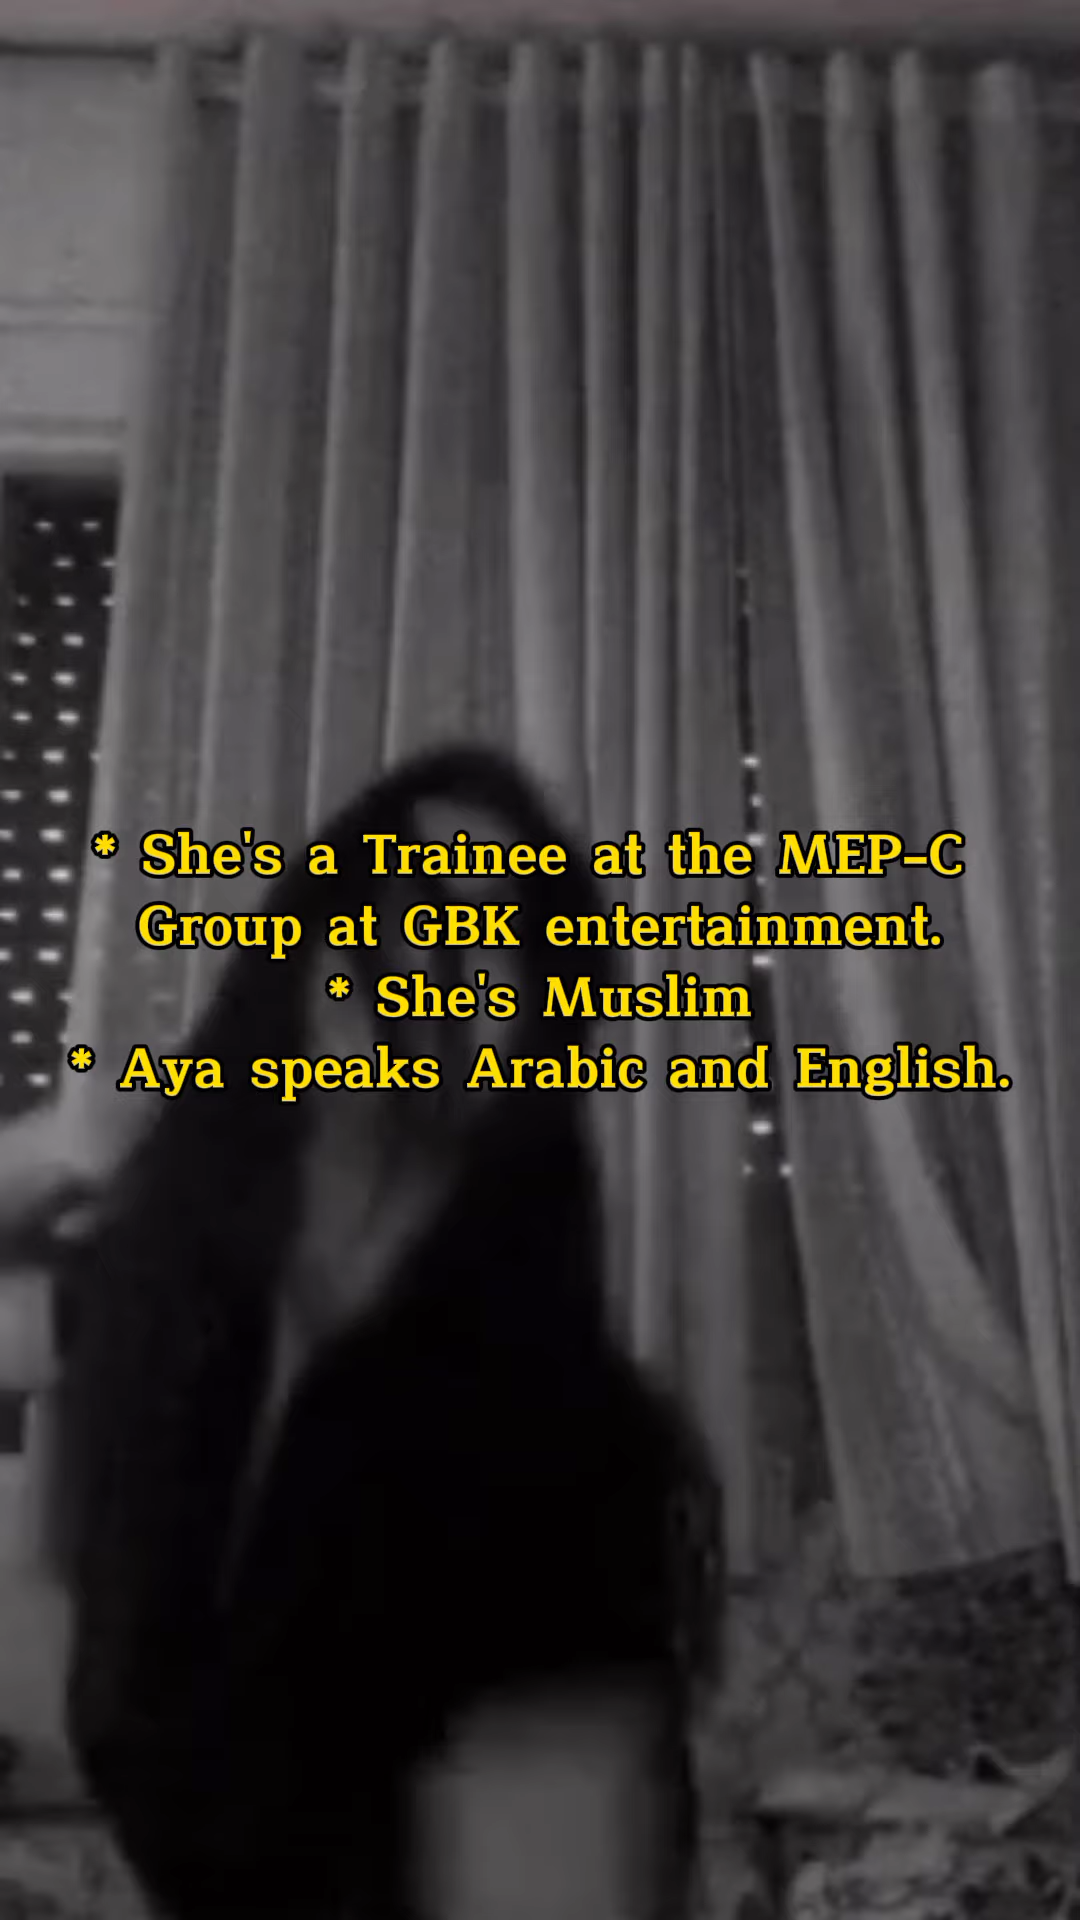 * She's a Trainee at the MEP-C
Group at GBK entertainment.
* She's Muslim
* Aya speaks Arabic and English.